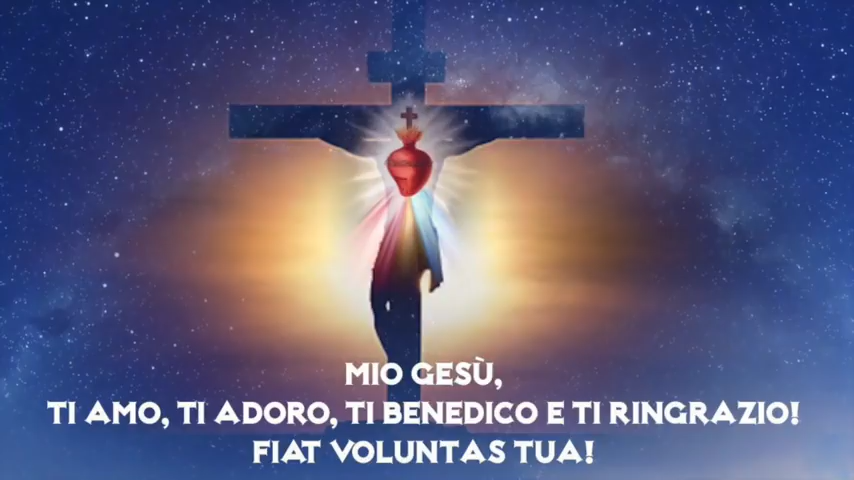 MIO GESÙ,
TI AMO, TI ADORO, TI BENEDICO E TI RINGRAZIO!
FIAT VOLUNTAS TUA!